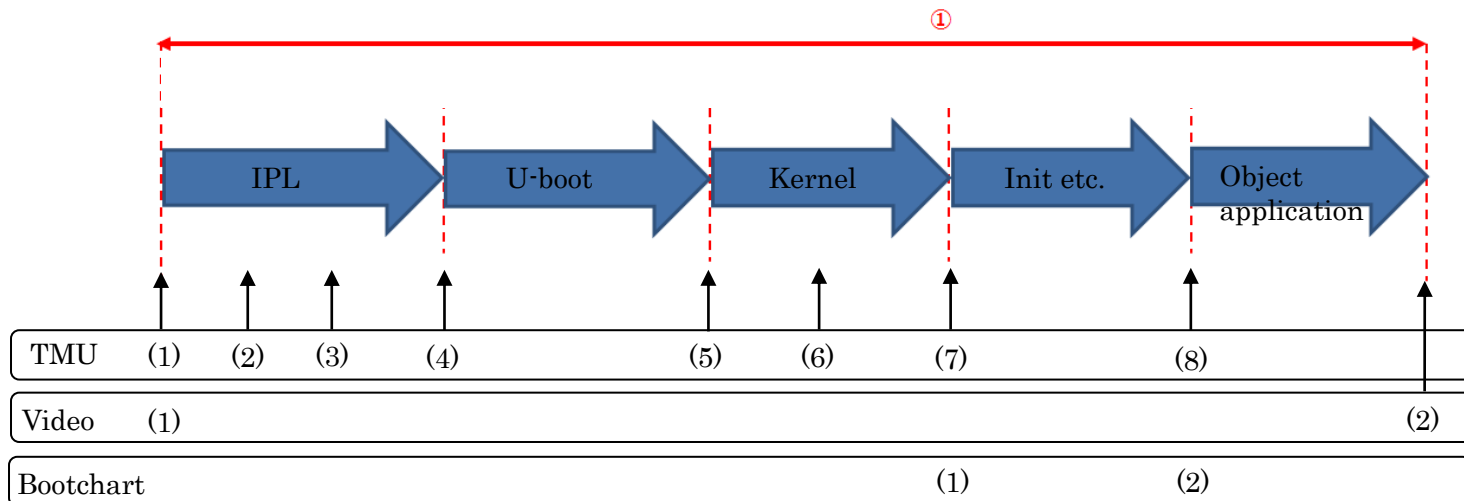 ①
IPL
U-boot
Kernel
Init etc.
Object
application
TMU (1) (2) (3) (4) (5) (6) (7) (8)
Video (1) (2)
Bootchart (1) (2)